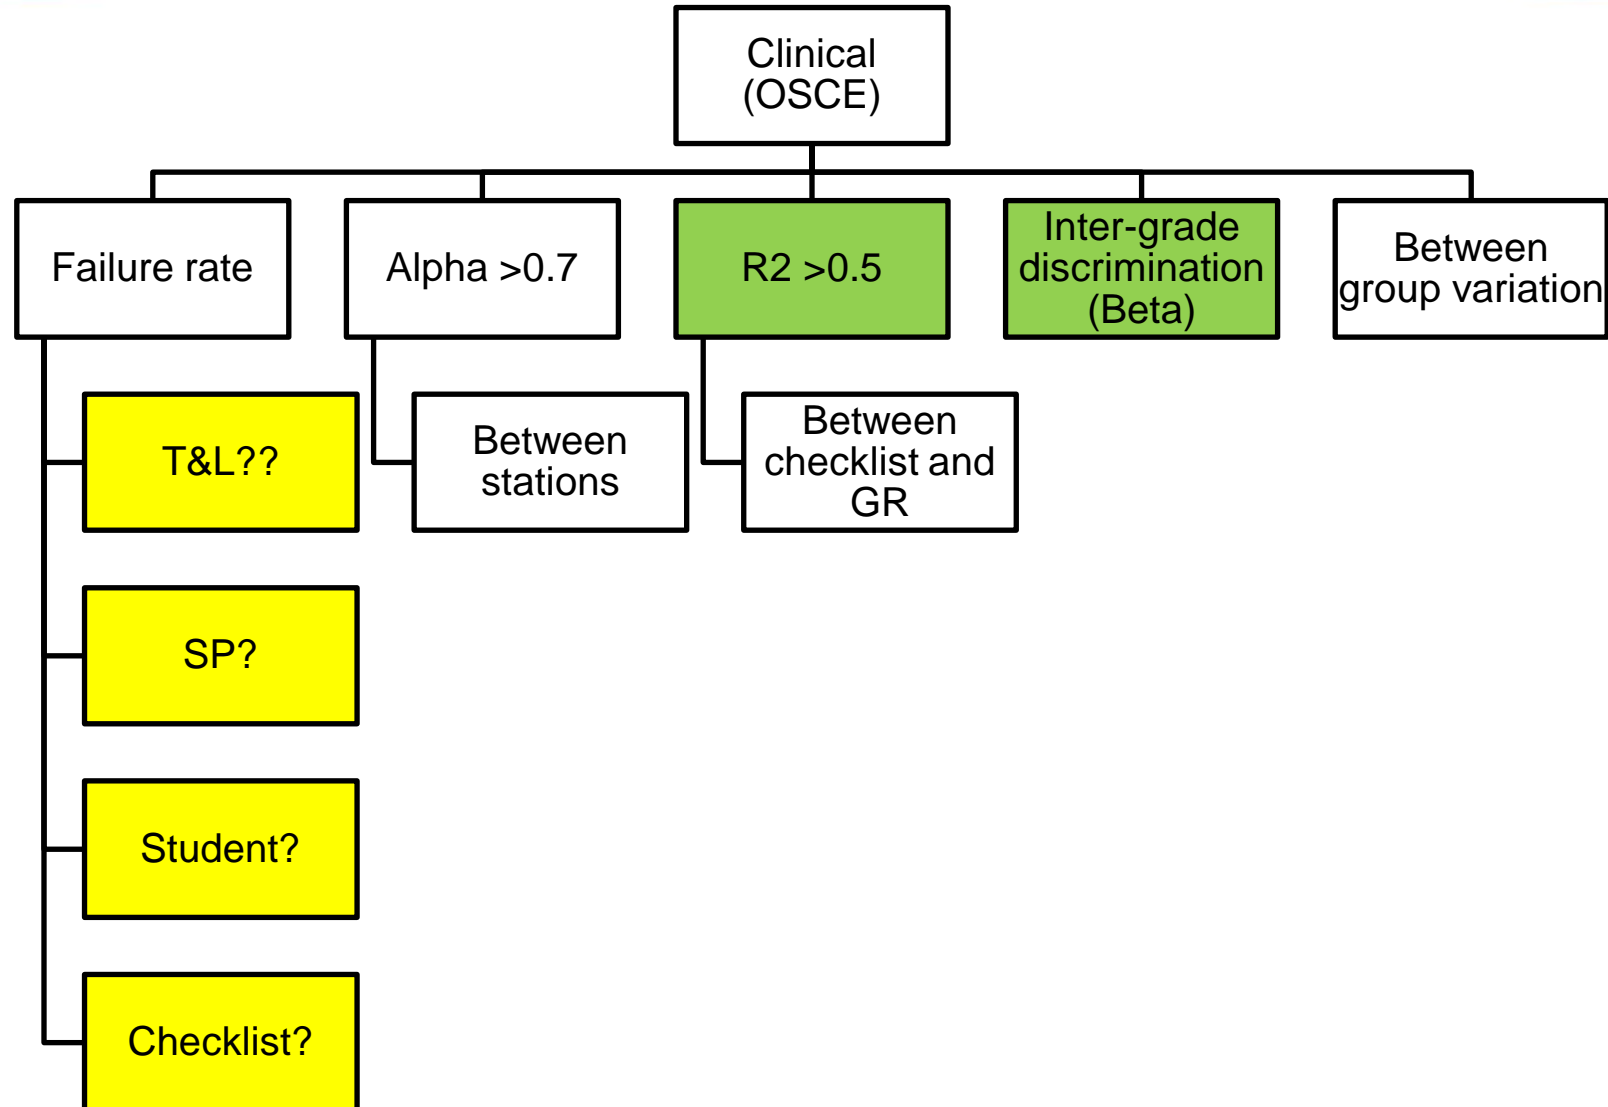 Clinical
(OSCE)
Failure rate
Alpha >0.7
R2 >0.5
Inter-grade
discrimination
(Beta)
Between
group variation
T&L??
Between
stations
Between
checklist and
GR
SP?
Student?
Checklist?